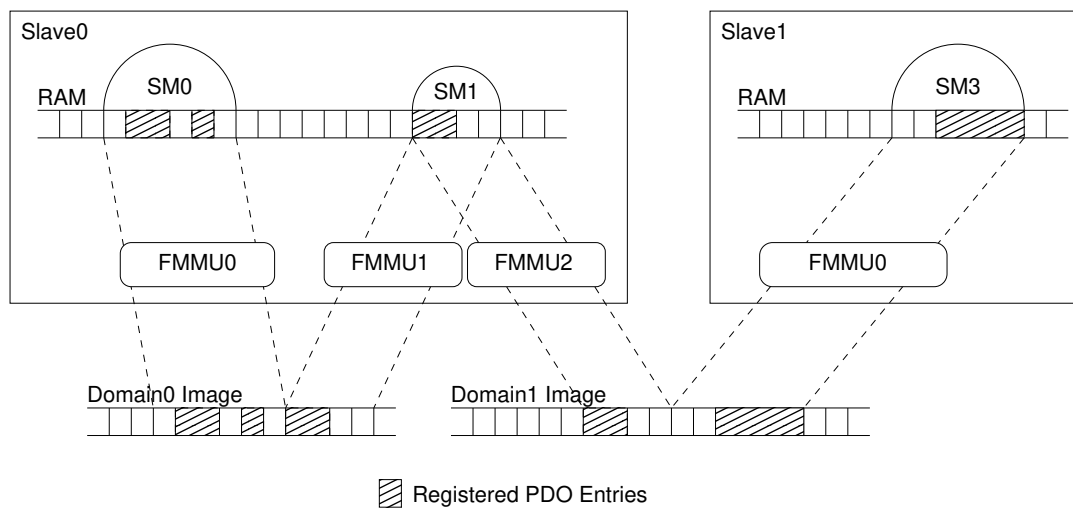 Slave0
Slave1
SM0
SM1
SM3
RAM
RAM
FMMU0
FMMU1
FMMU2
FMMU0
Domain0 Image
Domain1 Image
Registered PDO Entries